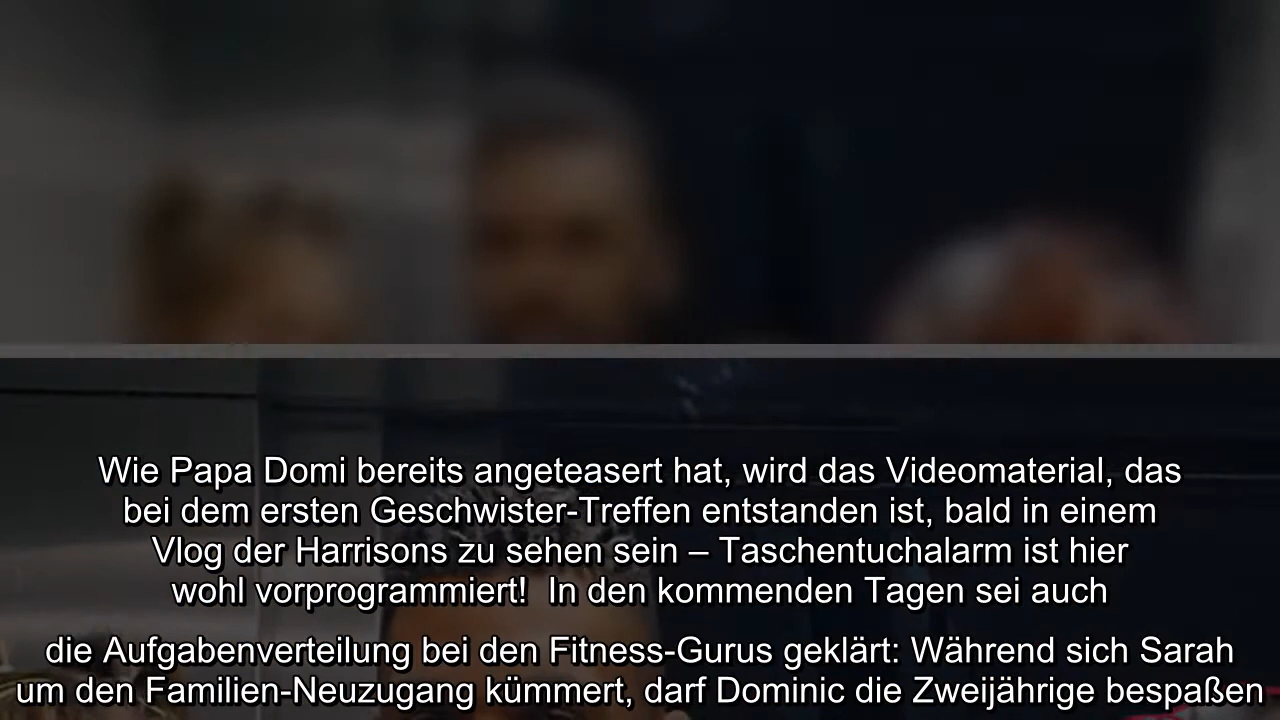 Wie Papa Domi bereits angeteasert hat, wird das Videomaterial, das
bei dem ersten Geschwister-Treffen entstanden ist, bald in einem
Vlog der Harrisons zu sehen sein – Taschentuchalarm ist hier
wohl vorprogrammiert!  In den kommenden Tagen sei auch
die Aufgabenverteilung bei den Fitness-Gurus geklärt: Während sich Sarah
um den Familien-Neuzugang kümmert, darf Dominic die Zweijährige bespaßen